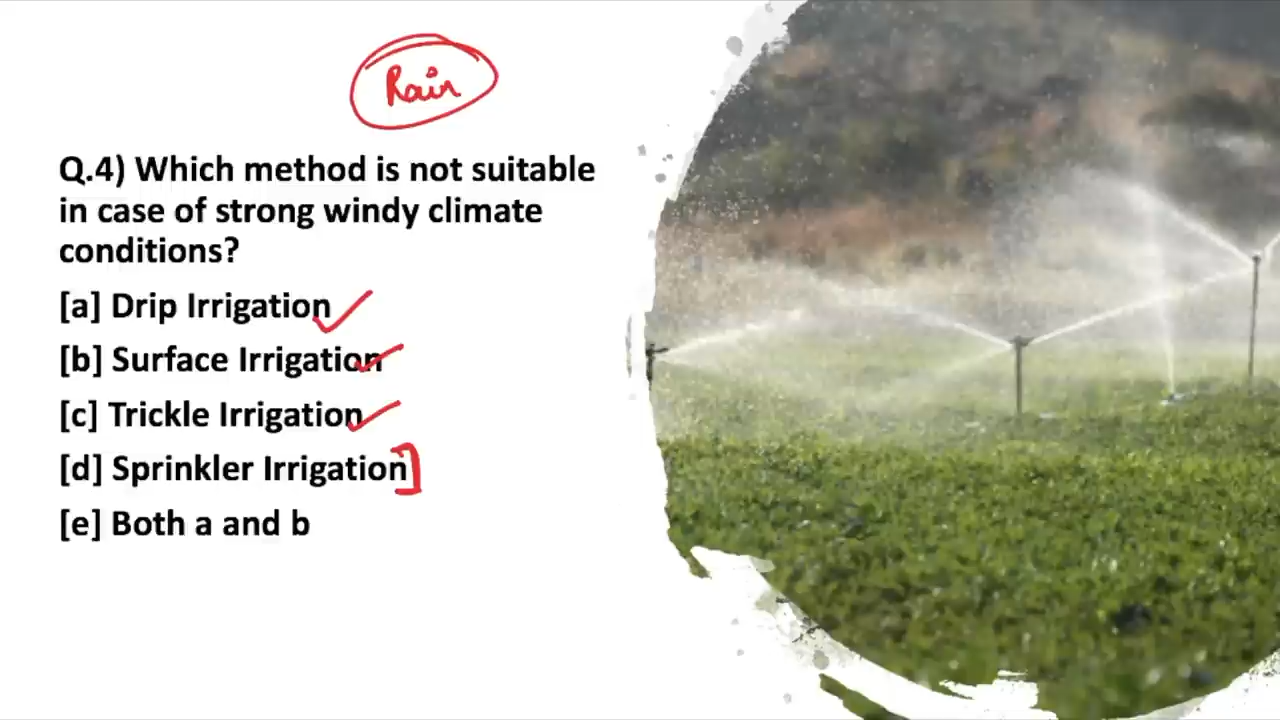 Rain
Q.4) Which method is not suitable
in case of strong windy climate
conditions?
[a] Drip Irrigation
[b] Surface Irrigation
[c] Trickle Irrigation
[d] Sprinkler Irrigation
[e] Both a and b